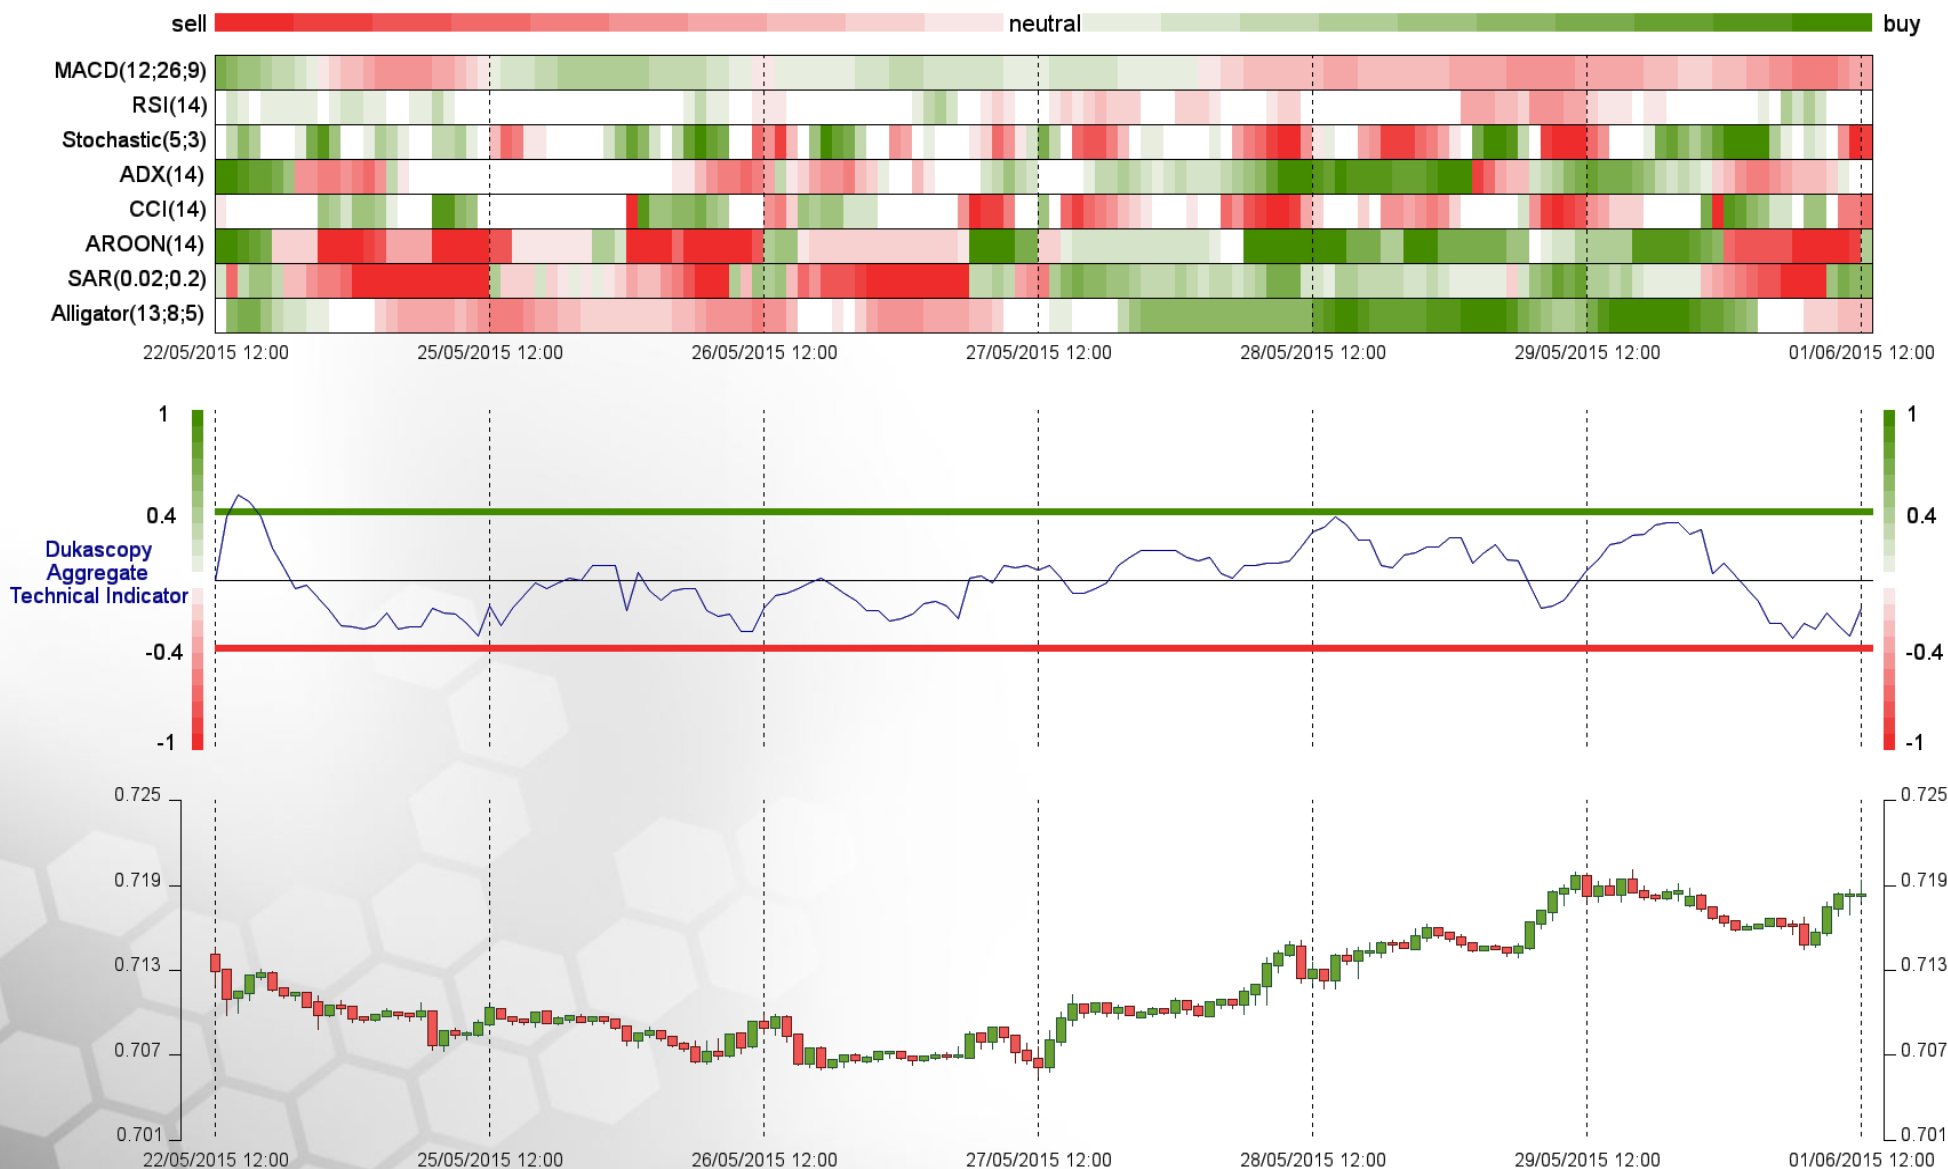 sell neutral buy
MACD(12;26;9)
RSI(14)
Stochastic(5;3)
ADX(14)
CCI(14)
AROON(14)
SAR(0.02;0.2)
Alligator(13;8;5)
22/05/2015 12:00 25/05/2015 12:00 26/05/2015 12:00 27/05/2015 12:00 28/05/2015 12:00 29/05/2015 12:00 01/06/2015 12:00
1 1
0.4 0.4
Dukascopy
Aggregate
Technical Indicator
-0.4 -0.4
-1 -1
0.725 0.725
0.719 0.719
0.713 0.713
0.707 0.707
0.701 0.701
22/05/2015 12:00 25/05/2015 12:00 26/05/2015 12:00 27/05/2015 12:00 28/05/2015 12:00 29/05/2015 12:00 01/06/2015 12:00